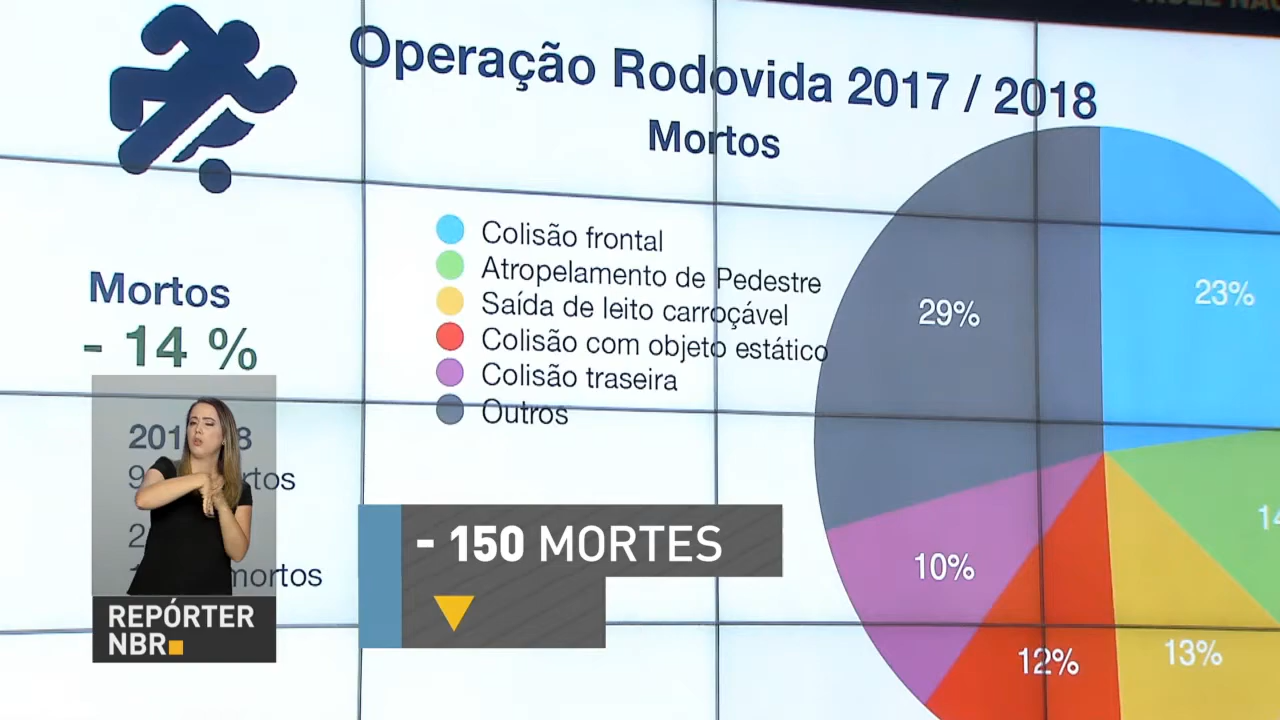 Operação Rodovida 2017 / 2018
Mortos
Colisão frontal
Atropelamento de Pedestre
Saída de leito carroçável
Colisão com objeto estático
Colisão traseira
Outros
Mortos
- 14 %
mortos
29%
23%
10%
12%
13%
- 150 MORTES
REPÓRTER
NBR